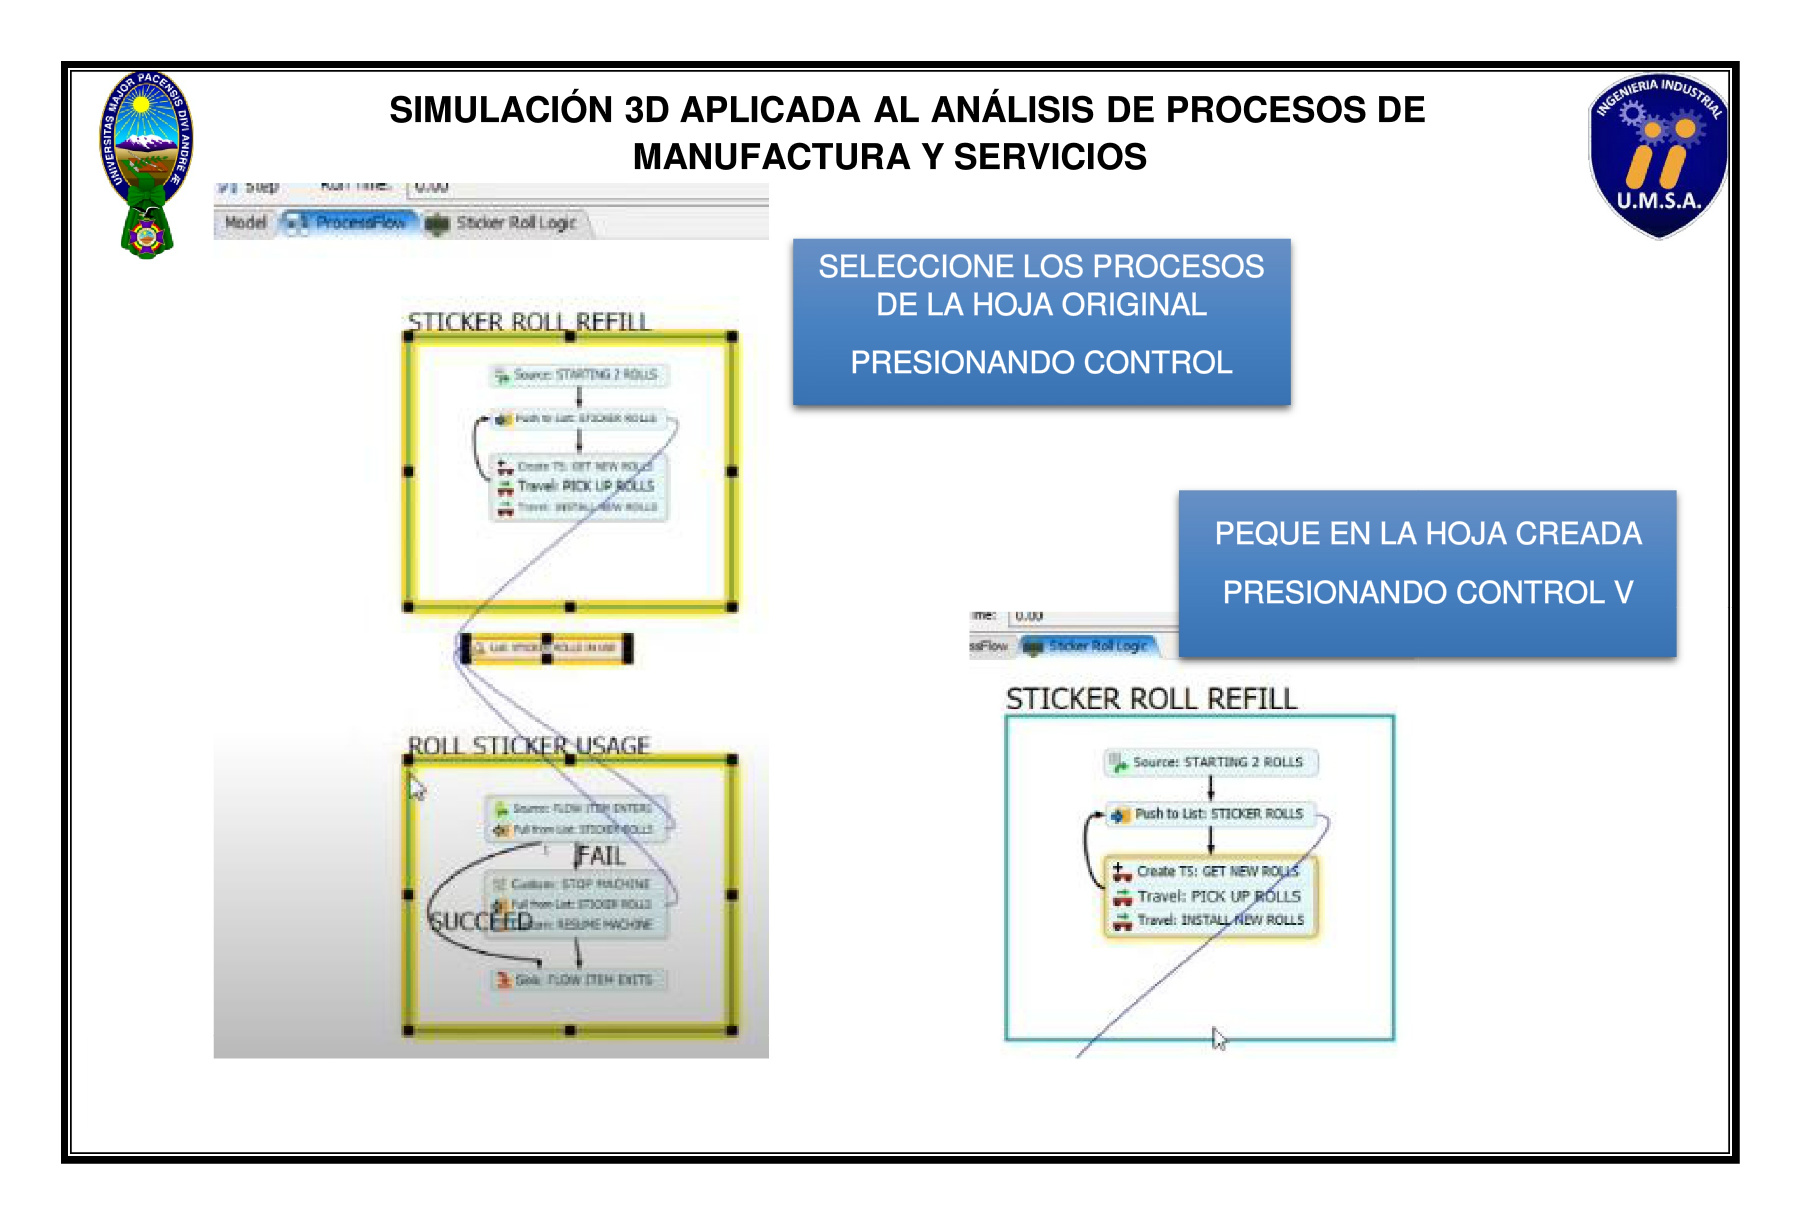 SIMULACIÓN 3D APLICADA AL ANÁLISIS DE PROCESOS DE
MANUFACTURA Y SERVICIOS
UNIVERSITAS MAJOR PACENSIS DIVI ANDRE Æ
INGENIERIA INDUSTRIAL
U.M.S.A.
Step Run Time: 0.00
Model ProcessFlow Sticker Roll Logic
SELECCIONE LOS PROCESOS
DE LA HOJA ORIGINAL
PRESIONANDO CONTROL
STICKER ROLL REFILL
Source: STARTING 2 ROLLS
Push to List: STICKER ROLLS
Create TS: GET NEW ROLLS
Travel: PICK UP ROLLS
Travel: INSTALL NEW ROLLS
List: STICKER ROLLS IN USE
ROLL STICKER USAGE
Source: FLOW ITEM ENTERS
Pull from List: STICKER ROLLS
1
FAIL
Custom: STOP MACHINE
Pull from List: STICKER ROLLS
SUCCEED
Custom: RESUME MACHINE
Sink: FLOW ITEM EXITS
PEQUE EN LA HOJA CREADA
PRESIONANDO CONTROL V
me: 0.00
ssFlow Sticker Roll Logic
STICKER ROLL REFILL
Source: STARTING 2 ROLLS
Push to List: STICKER ROLLS
Create TS: GET NEW ROLLS
Travel: PICK UP ROLLS
Travel: INSTALL NEW ROLLS